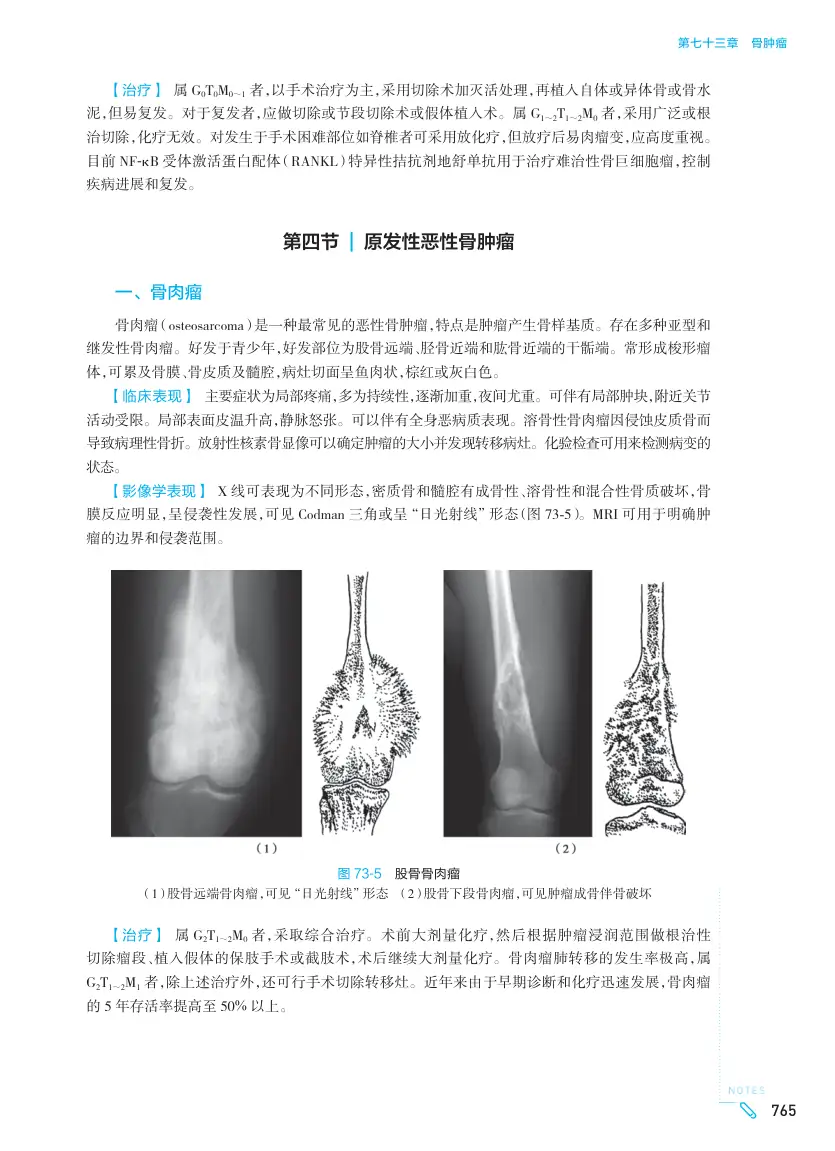 第七十三章 骨肿瘤
【治疗】 属 G₀T₀M₀~₁ 者,以手术治疗为主,采用切除术加灭活处理,再植入自体或异体骨或骨水
泥,但易复发。对于复发者,应做切除或节段切除术或假体植入术。属 G₁~₂T₁~₂M₀ 者,采用广泛或根
治切除,化疗无效。对发生于手术困难部位如脊椎者可采用放化疗,但放疗后易肉瘤变,应高度重视。
目前 NF-κB 受体激活蛋白配体(RANKL)特异性拮抗剂地舒单抗用于治疗难治性骨巨细胞瘤,控制
疾病进展和复发。
第四节 | 原发性恶性骨肿瘤
一、骨肉瘤
骨肉瘤(osteosarcoma)是一种最常见的恶性骨肿瘤,特点是肿瘤产生骨样基质。存在多种亚型和
继发性骨肉瘤。好发于青少年,好发部位为股骨远端、胫骨近端和肱骨近端的干骺端。常形成梭形瘤
体,可累及骨膜、骨皮质及髓腔,病灶切面呈鱼肉状,棕红或灰白色。
【临床表现】 主要症状为局部疼痛,多为持续性,逐渐加重,夜间尤重。可伴有局部肿块,附近关节
活动受限。局部表面皮温升高,静脉怒张。可以伴有全身恶病质表现。溶骨性骨肉瘤因侵蚀皮质骨而
导致病理性骨折。放射性核素骨显像可以确定肿瘤的大小并发现转移病灶。化验检查可用来检测病变的
状态。
【影像学表现】 X 线可表现为不同形态,密质骨和髓腔有成骨性、溶骨性和混合性骨质破坏,骨
膜反应明显,呈侵袭性发展,可见 Codman 三角或呈“日光射线”形态(图 73-5)。MRI 可用于明确肿
瘤的边界和侵袭范围。
(1) (2)
图 73-5 股骨骨肉瘤
(1)股骨远端骨肉瘤,可见“日光射线”形态 (2)股骨下段骨肉瘤,可见肿瘤成骨伴骨破坏
【治疗】 属 G₂T₁~₂M₀ 者,采取综合治疗。术前大剂量化疗,然后根据肿瘤浸润范围做根治性
切除瘤段、植入假体的保肢手术或截肢术,术后继续大剂量化疗。骨肉瘤肺转移的发生率极高,属
G₂T₁~₂M₁ 者,除上述治疗外,还可行手术切除转移灶。近年来由于早期诊断和化疗迅速发展,骨肉瘤
的 5 年存活率提高至 50% 以上。
NOTES
765